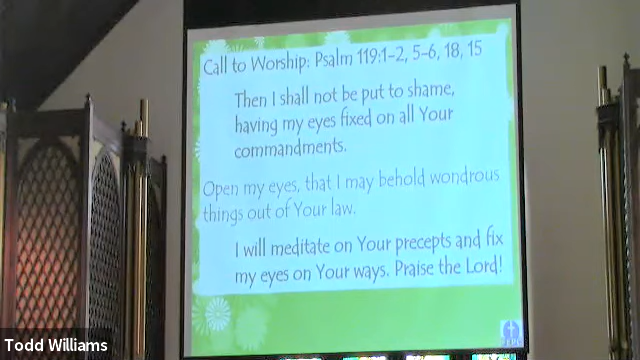 Call to Worship: Psalm 119:1-2, 5-6, 18, 15
Then I shall not be put to shame,
having my eyes fixed on all Your
commandments.
Open my eyes, that I may behold wondrous
things out of Your law.
I will meditate on Your precepts and fix
my eyes on Your ways. Praise the Lord!
Todd Williams